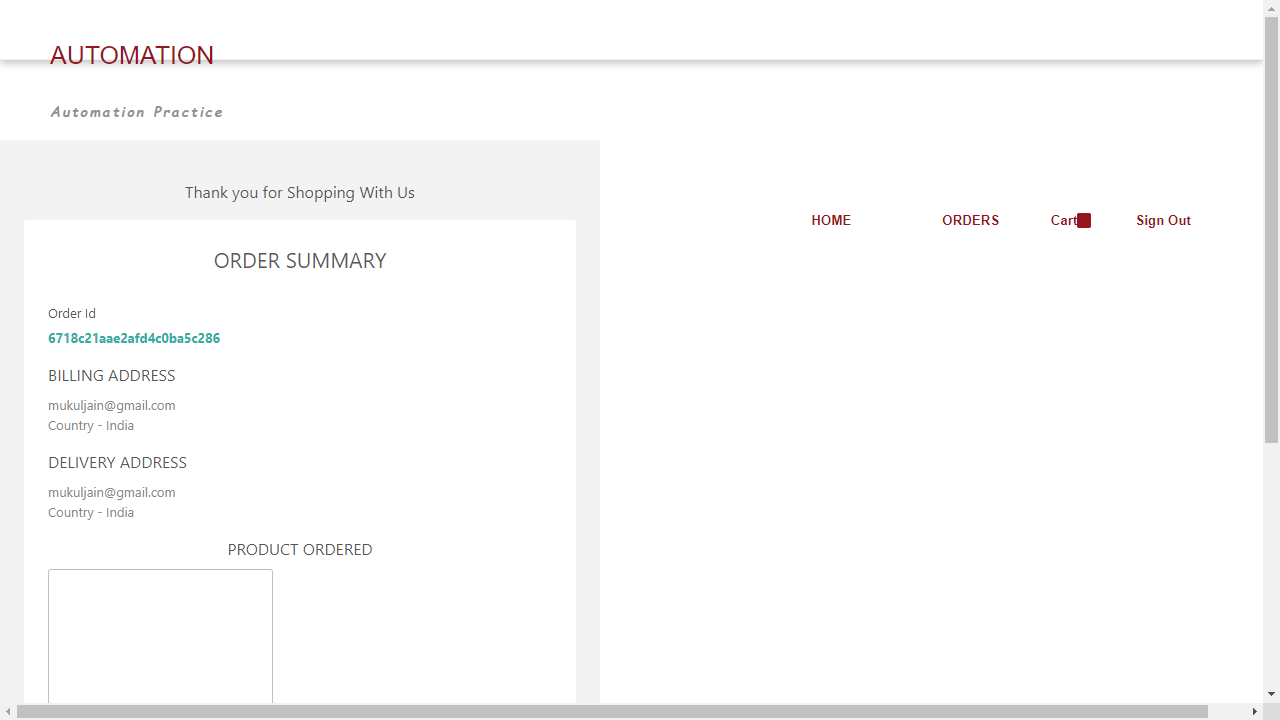 AUTOMATION
Automation Practice
Thank you for Shopping With Us
HOME
ORDERS
Cart
Sign Out
ORDER SUMMARY
Order Id
6718c21aae2afd4c0ba5c286
BILLING ADDRESS
mukuljain@gmail.com
Country - India
DELIVERY ADDRESS
mukuljain@gmail.com
Country - India
PRODUCT ORDERED